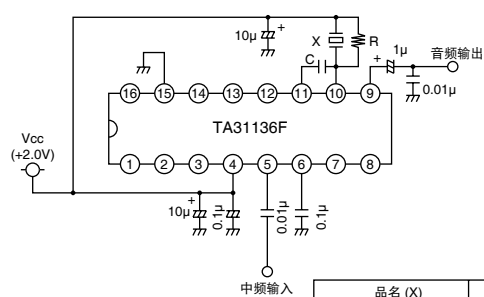 10μ + X R 1μ
C + 音频输出
0.01μ
16 15 14 13 12 11 10 9
TA31136F
Vcc
(+2.0V)
1 2 3 4 5 6 7 8
+
10μ 0.1μ 0.01μ 0.1μ
中频输入
品名 (X)